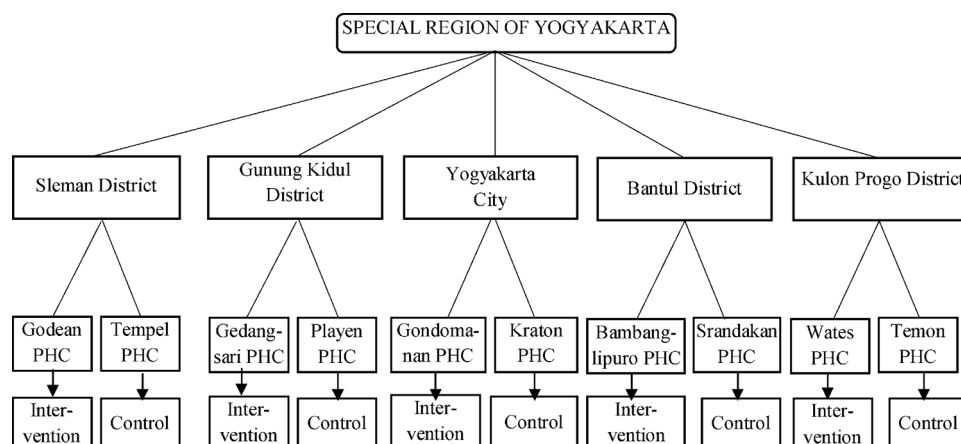 SPECIAL REGION OF YOGYAKARTA
Sleman District
Gunung Kidul
District
Yogyakarta
City
Bantul District
Kulon Progo District
Godean
PHC
Tempel
PHC
Gedang-
sari PHC
Playen
PHC
Gondoma-
nan PHC
Kraton
PHC
Bambang-
lipuro PHC
Srandakan
PHC
Wates
PHC
Temon
PHC
Inter-
vention
Control
Inter-
vention
Control
Inter-
vention
Control
Inter-
vention
Control
Inter-
vention
Control